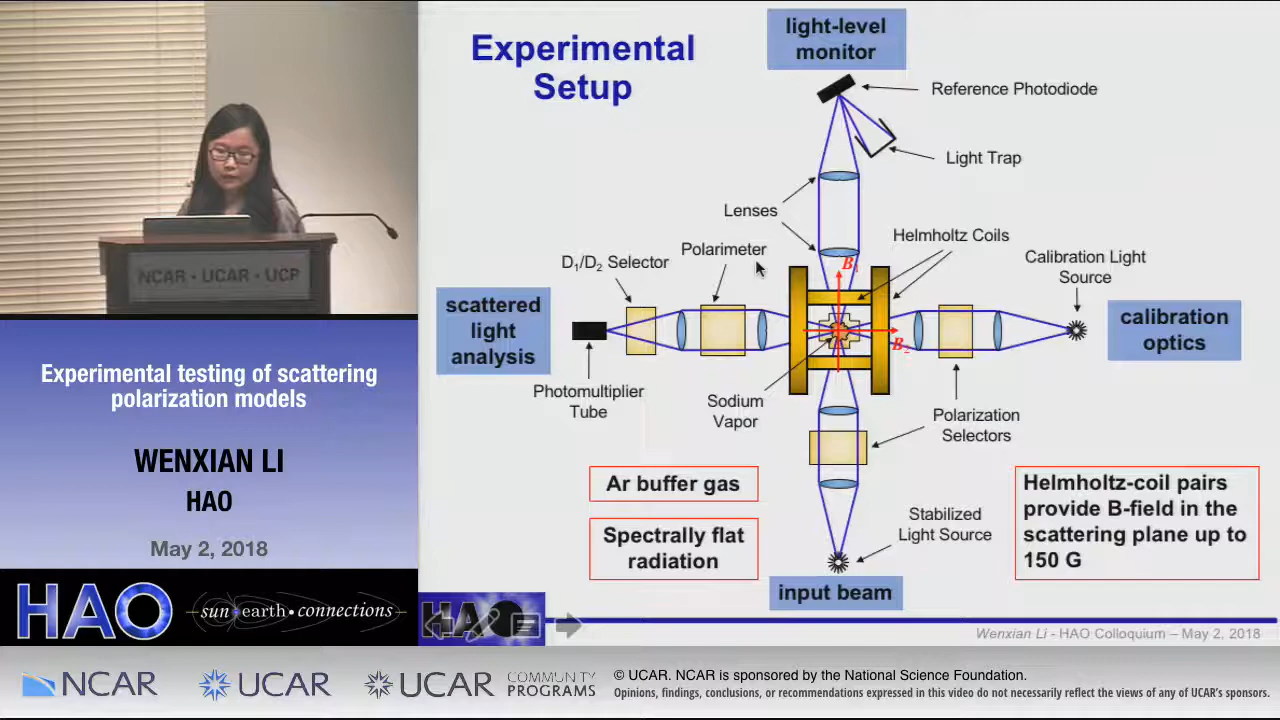 Experimental
Setup
light-level
monitor
Reference Photodiode
Light Trap
Lenses
Helmholtz Coils
Polarimeter
D₁/D₂ Selector
B₁
Calibration Light
Source
scattered
light
analysis
calibration
optics
B₂
Photomultiplier
Tube
Sodium
Vapor
Polarization
Selectors
Ar buffer gas
Spectrally flat
radiation
Helmholtz-coil pairs
provide B-field in the
scattering plane up to
150 G
Stabilized
Light Source
input beam
Wenxian Li - HAO Colloquium – May 2, 2018
NCAR · UCAR · UCP
Experimental testing of scattering
polarization models
WENXIAN LI
HAO
May 2, 2018
HAO
sun•earth•connections
HAO
NCAR
UCAR
UCAR
COMMUNITY
PROGRAMS
© UCAR. NCAR is sponsored by the National Science Foundation.
Opinions, findings, conclusions, or recommendations expressed in this video do not necessarily reflect the views of any of UCAR's sponsors.